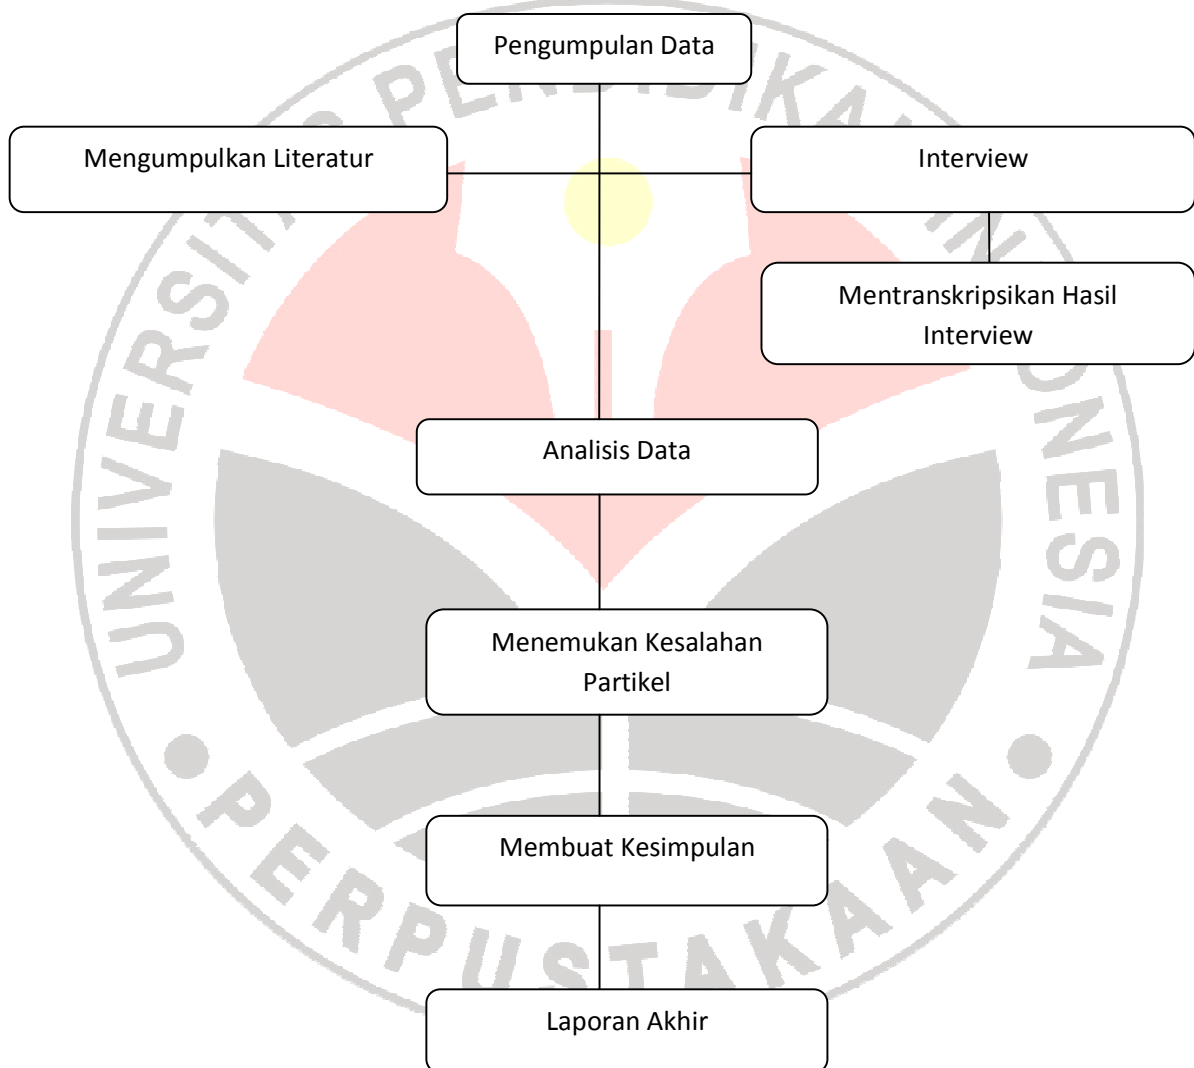 Pengumpulan Data
Mengumpulkan Literatur
Interview
Mentranskripsikan Hasil
Interview
Analisis Data
Menemukan Kesalahan
Partikel
Membuat Kesimpulan
Laporan Akhir
UNIVERSITAS PENDIDIKAN INDONESIA
PERPUSTAKAAN